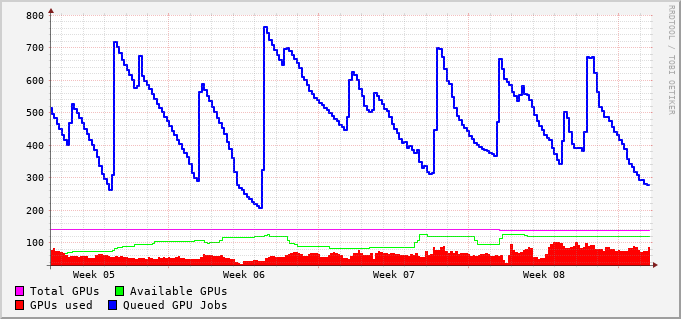 800
700
600
500
400
300
200
100
Week 05 Week 06 Week 07 Week 08
Total GPUs Available GPUs
GPUs used Queued GPU Jobs
RRDTOOL / TOBI OETIKER